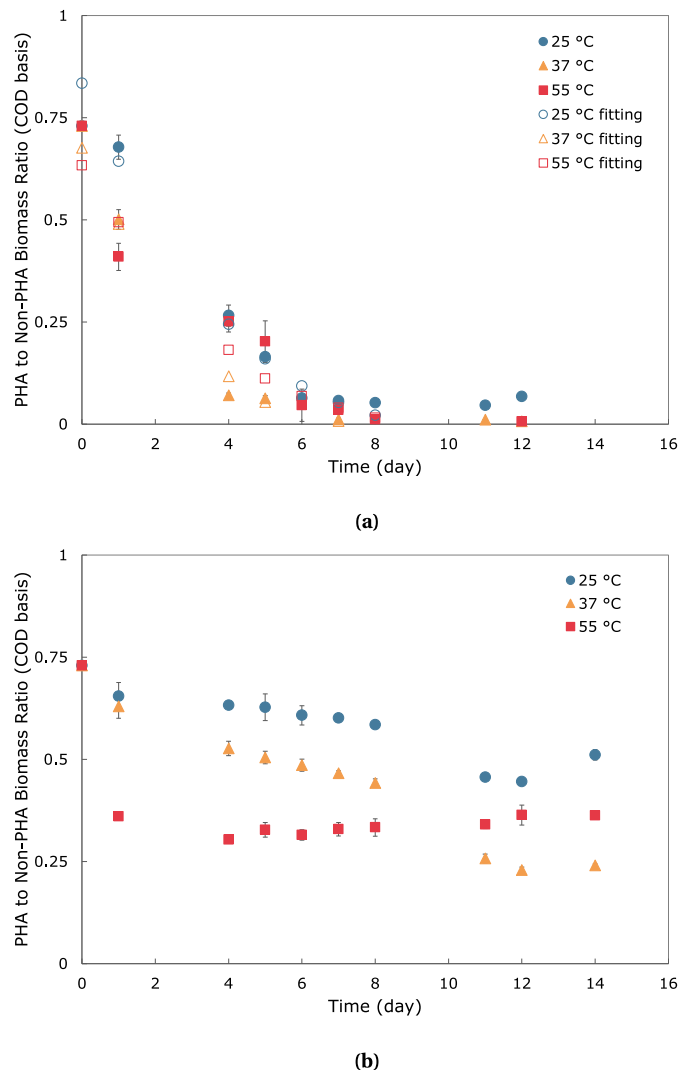 PHA to Non-PHA Biomass Ratio (COD basis)
1
0.75
0.5
0.25
0
25 °C
37 °C
55 °C
25 °C fitting
37 °C fitting
55 °C fitting
0 2 4 6 8 10 12 14 16
Time (day)
(a)
PHA to Non-PHA Biomass Ratio (COD basis)
1
0.75
0.5
0.25
0
25 °C
37 °C
55 °C
0 2 4 6 8 10 12 14 16
Time (day)
(b)